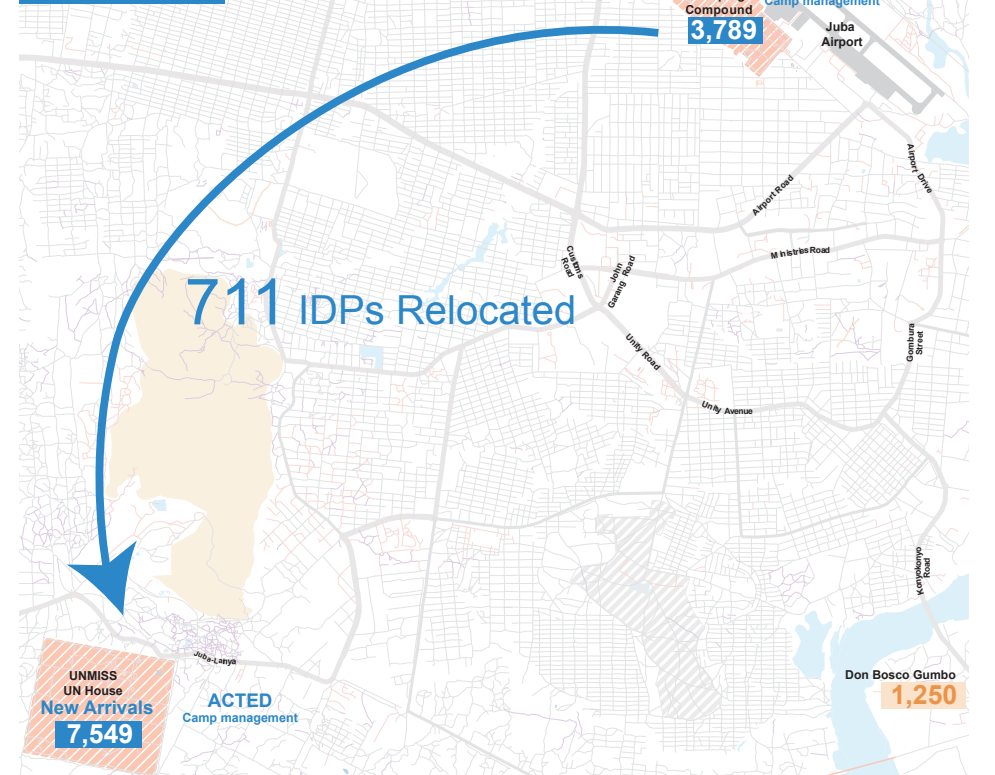 Compound
Camp management
3,789
Juba
Airport
Airport Drive
Airport Road
Ministries Road
Customs
Road
John
Garang Road
711 IDPs Relocated
Gombura
Street
Unity Road
Unity Avenue
Konyokonyo
Road
Juba-Lanya
UNMISS
UN House
New Arrivals
7,549
ACTED
Camp management
Don Bosco Gumbo
1,250